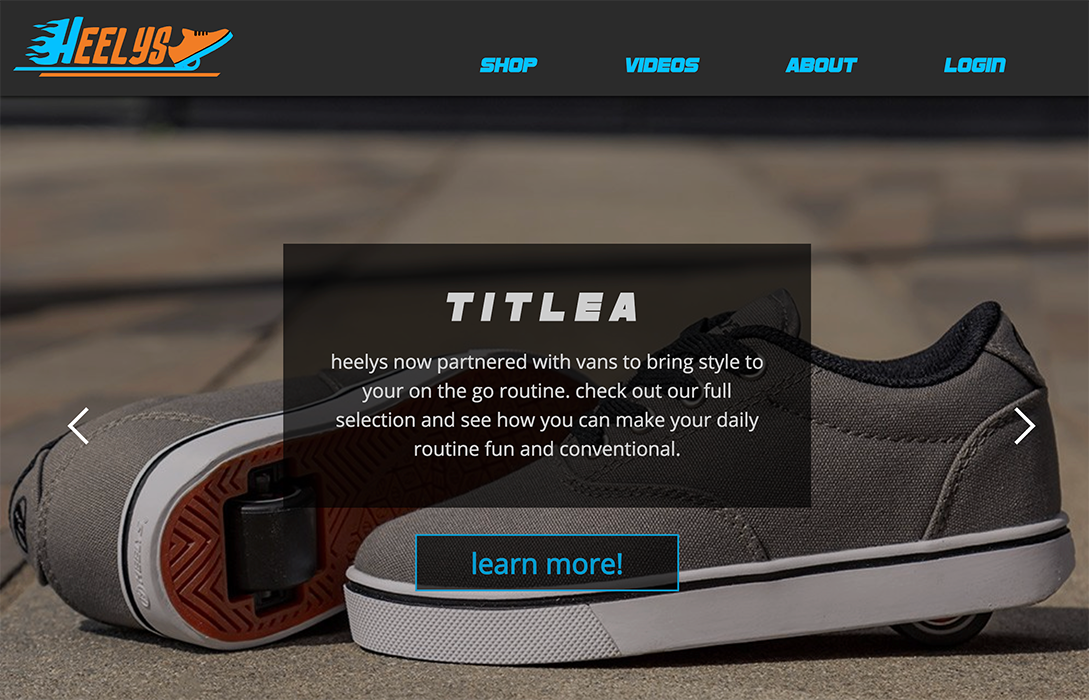 HEELYS
SHOP VIDEOS ABOUT LOGIN
TITLEA
heelys now partnered with vans to bring style to
your on the go routine. check out our full
selection and see how you can make your daily
routine fun and conventional.
learn more!